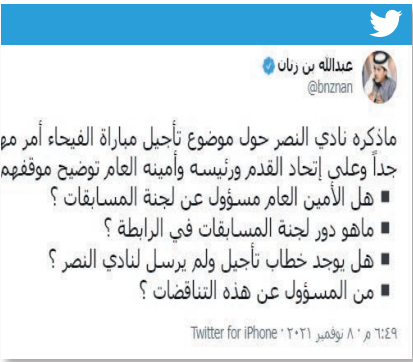 عبدالله بن زنان
@bnznan
ماذكره نادي النصر حول موضوع تأجيل مباراة الفيحاء أمر
جداً وعلى إتحاد القدم ورئيسه وأمينه العام توضيح موقفهم
■ هل الأمين العام مسؤول عن لجنة المسابقات ؟
■ ماهو دور لجنة المسابقات في الرابطة ؟
■ هل يوجد خطاب تأجيل ولم يرسل لنادي النصر ؟
■ من المسؤول عن هذه التناقضات ؟
٦:٤٩ م · ٨ نوفمبر ٢٠٢١ · Twitter for iPhone